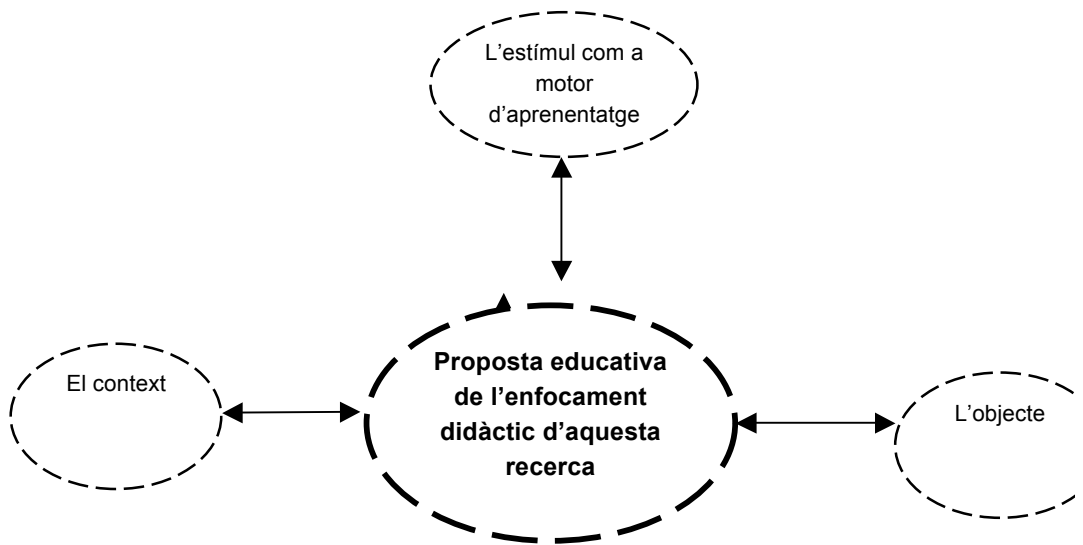 L’estímul com a
motor
d’aprenentatge
El context
Proposta educativa
de l’enfocament
didàctic d’aquesta
recerca
L’objecte